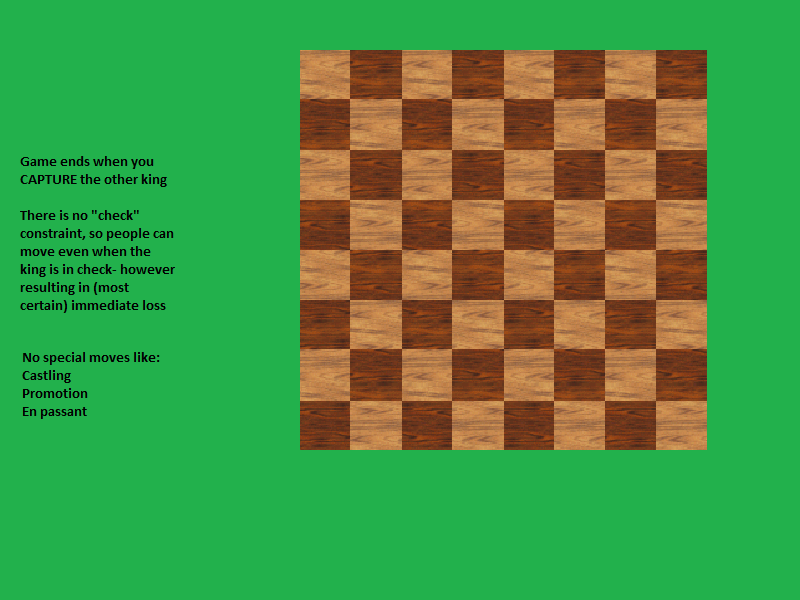 Game ends when you
CAPTURE the other king
There is no "check"
constraint, so people can
move even when the
king is in check- however
resulting in (most
certain) immediate loss
No special moves like:
Castling
Promotion
En passant